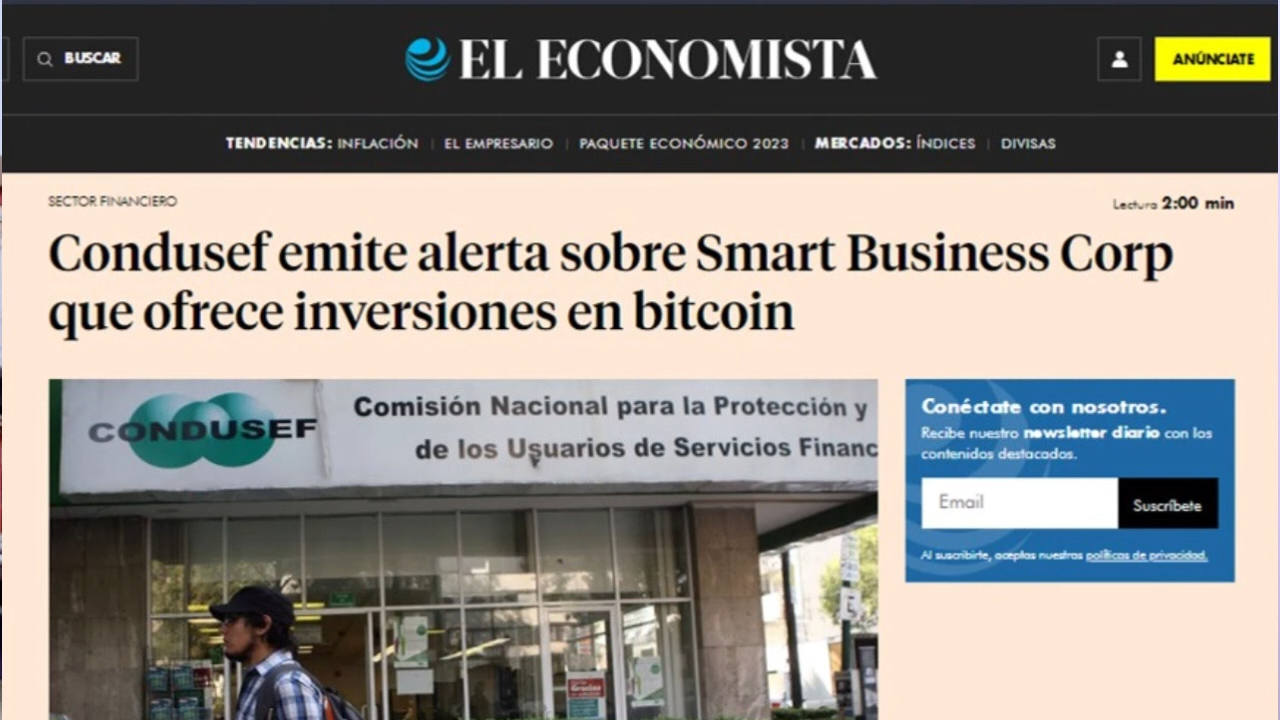 BUSCAR
EL ECONOMISTA
ANÚNCIATE
TENDENCIAS: INFLACIÓN | EL EMPRESARIO | PAQUETE ECONÓMICO 2023 | MERCADOS: ÍNDICES | DIVISAS
SECTOR FINANCIERO
Lectura 2:00 min
Condusef emite alerta sobre Smart Business Corp
que ofrece inversiones en bitcoin
CONDUSEF
Comisión Nacional para la Protección y
de los Usuarios de Servicios Financ
Gracias
Conéctate con nosotros.
Recibe nuestro newsletter diario con los
contenidos destacados.
Email
Suscríbete
Al suscribirte, aceptas nuestras políticas de privacidad.